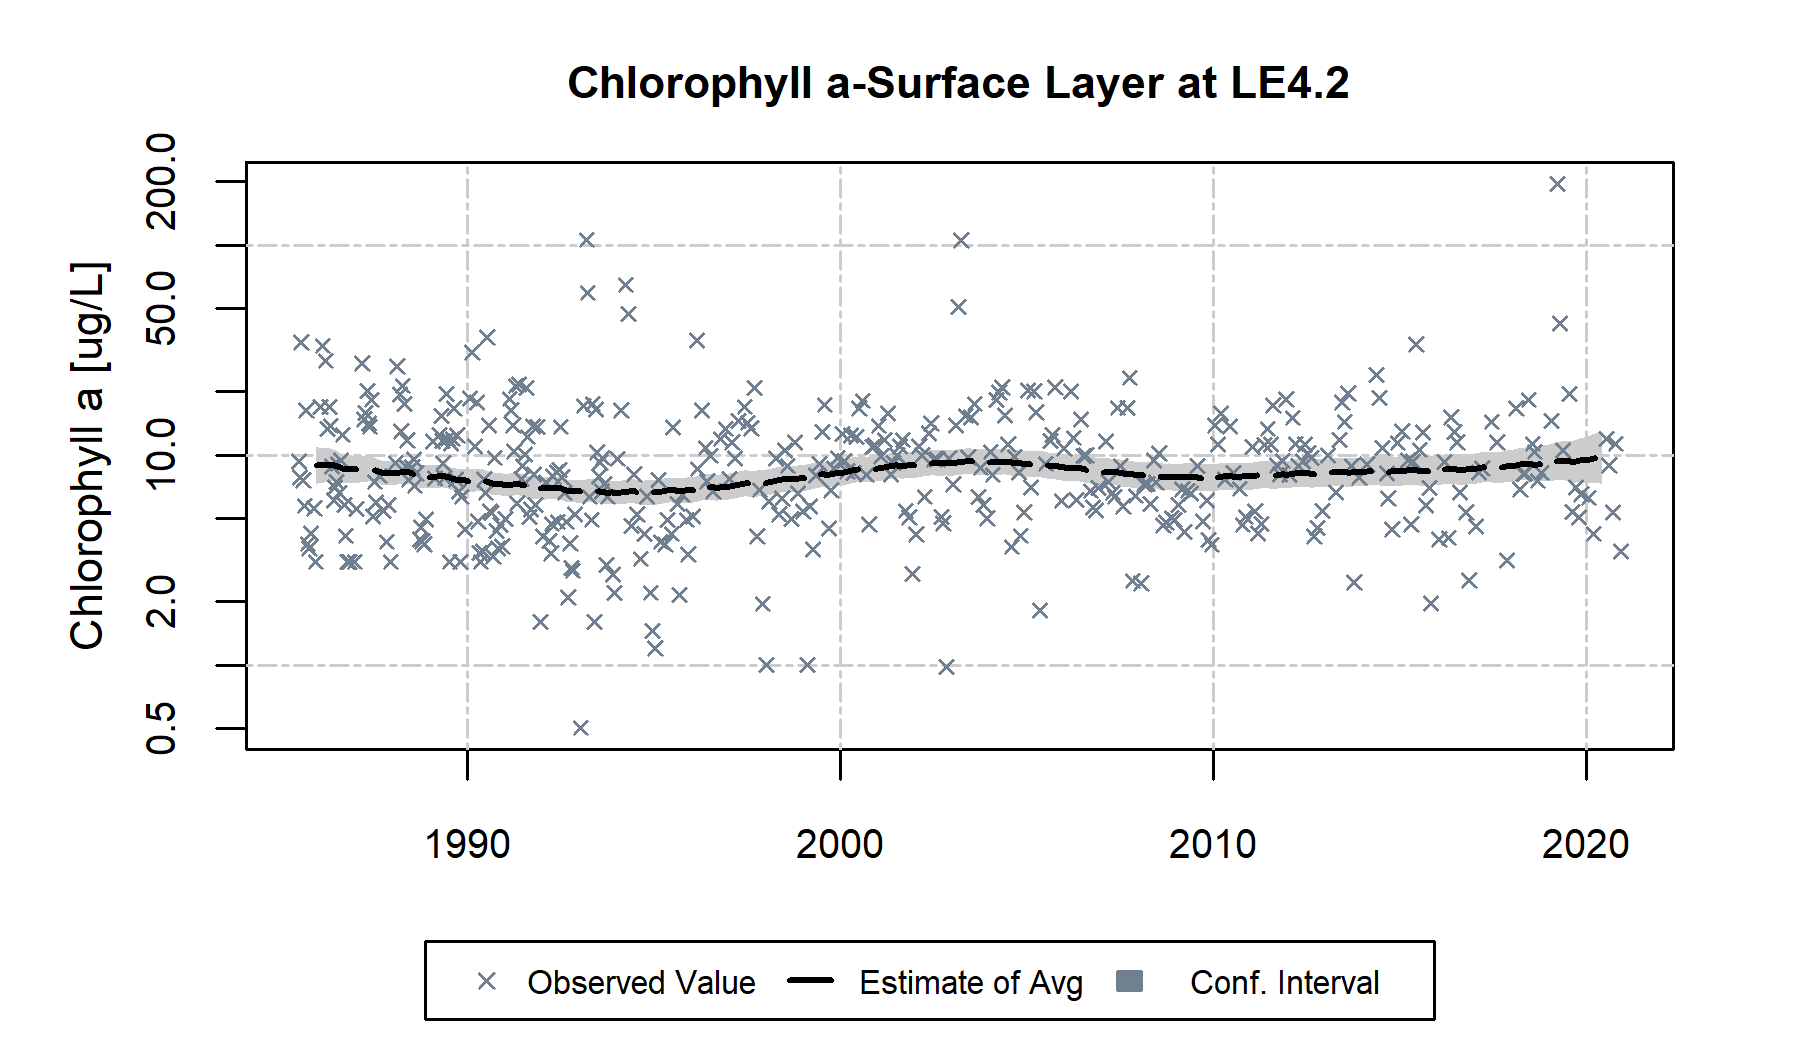 Chlorophyll a-Surface Layer at LE4.2
Chlorophyll a [ug/L]
200.0
50.0
10.0
2.0
0.5
1990 2000 2010 2020
Observed Value Estimate of Avg Conf. Interval